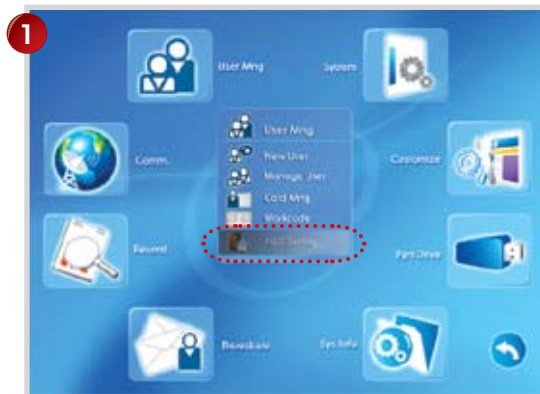 1
User Mng
System
User Mng
New User
Manage User
Card Mng
Workcode
Comm.
Customize
Record
Pen Drive
Broadcast
Sys Info